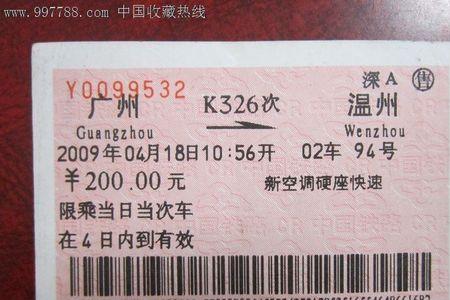 www.997788.com 中国收藏热线
深A 售
Y0099532
广州 K326次 温州
Guangzhou Wenzhou
2009年04月18日10:56开 02车 94号
￥200.00元 新空调硬座快速
限乘当日当次车
在4日内到有效